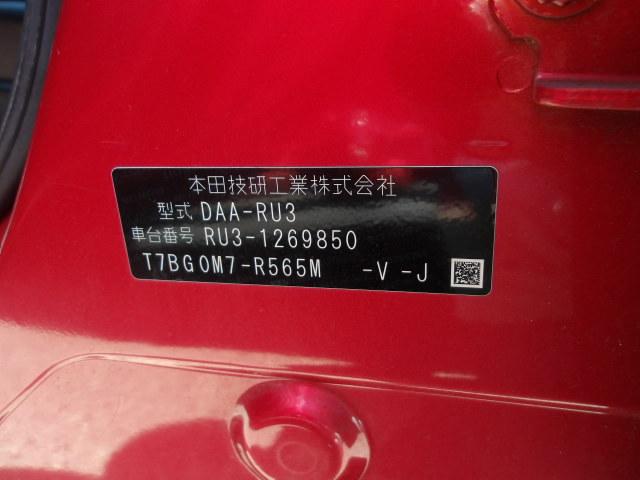 本田技研工業株式会社
型式 DAA-RU3
車台番号 RU3-1269850
T7BG0M7-R565M -V -J